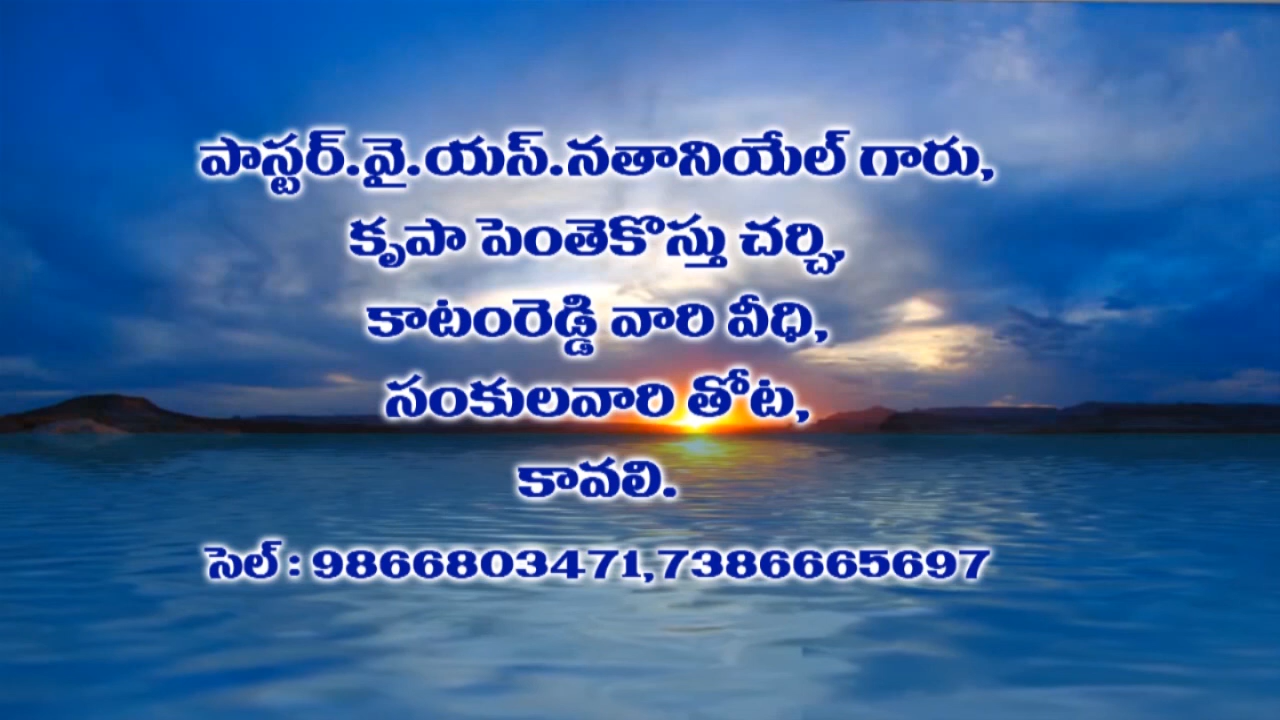 పాస్టర్.వై.యస్.నతానియేల్ గారు,
కృపా పెంతెకొస్తు చర్చి,
కాటంరెడ్డి వారి వీధి,
సంకులవారి తోట,
కావలి.
సెల్ : 9866803471,7386665697